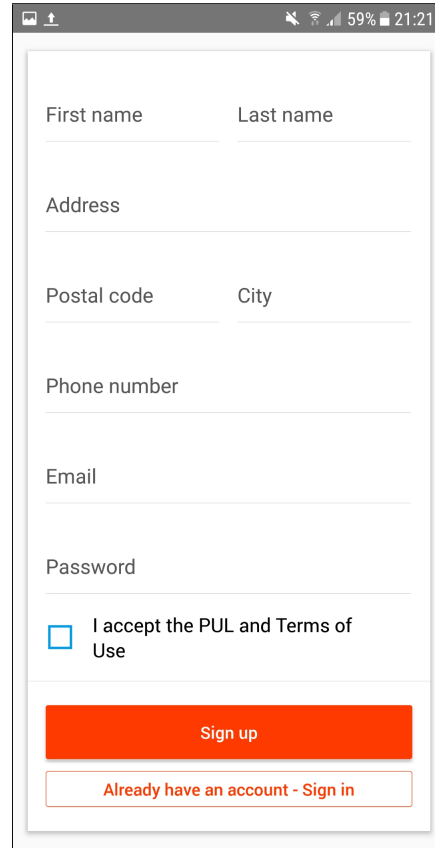 59% 21:21
First name Last name
Address
Postal code City
Phone number
Email
Password
I accept the PUL and Terms of
Use
Sign up
Already have an account - Sign in